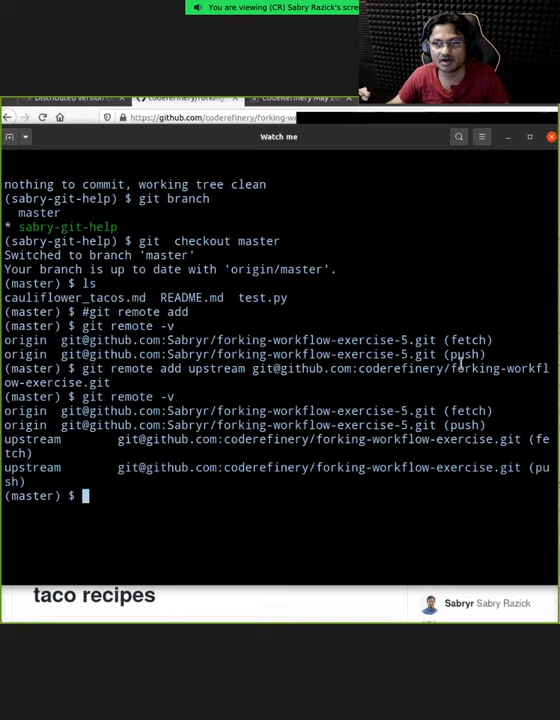 You are viewing (CR) Sabry Razick's scre
coderefinery/forking
CodeRefinery May 20
https://github.com/coderefinery/forking-w
Watch me
nothing to commit, working tree clean
(sabry-git-help) $ git branch
master
* sabry-git-help
(sabry-git-help) $ git  checkout master
Switched to branch 'master'
Your branch is up to date with 'origin/master'.
(master) $ ls
cauliflower_tacos.md  README.md  test.py
(master) $ #git remote add
(master) $ git remote -v
origin  git@github.com:Sabryr/forking-workflow-exercise-5.git (fetch)
origin  git@github.com:Sabryr/forking-workflow-exercise-5.git (push)
(master) $ git remote add upstream git@github.com:coderefinery/forking-workfl
ow-exercise.git
(master) $ git remote -v
origin  git@github.com:Sabryr/forking-workflow-exercise-5.git (fetch)
origin  git@github.com:Sabryr/forking-workflow-exercise-5.git (push)
upstream        git@github.com:coderefinery/forking-workflow-exercise.git (fe
tch)
upstream        git@github.com:coderefinery/forking-workflow-exercise.git (pu
sh)
(master) $
taco recipes
Sabryr Sabry Razick